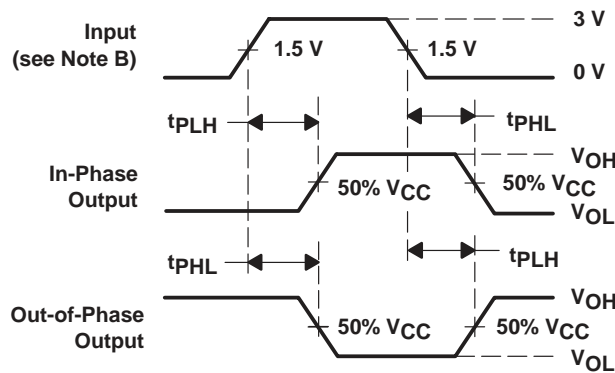 Input
(see Note B)
1.5 V
1.5 V
3 V
0 V
tPLH
tPHL
In-Phase
Output
50% VCC
50% VCC
VOH
VOL
tPHL
tPLH
Out-of-Phase
Output
50% VCC
50% VCC
VOH
VOL